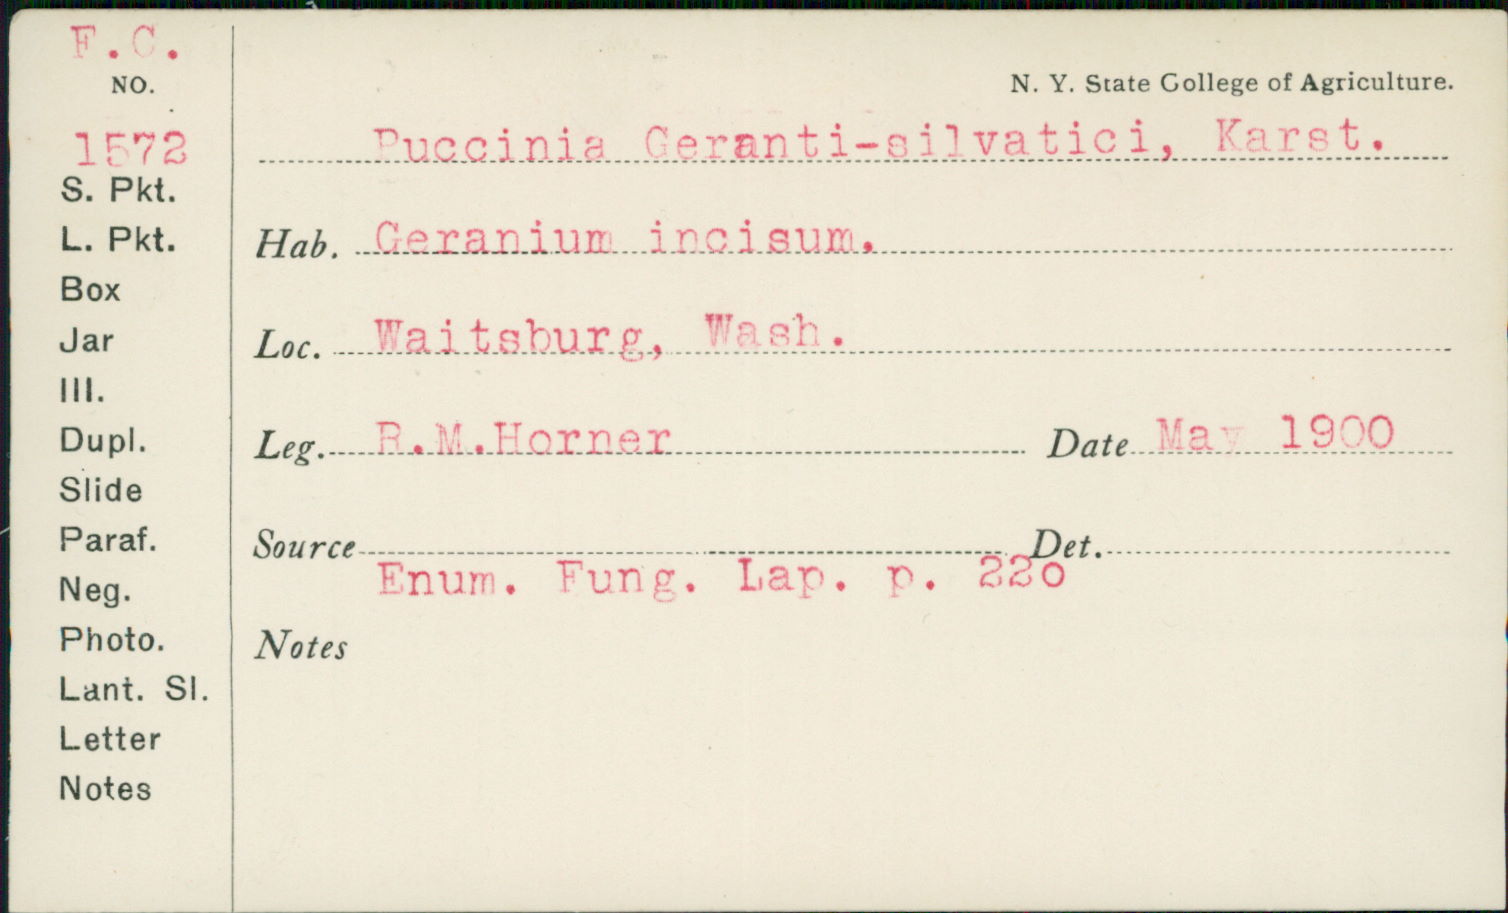 F.C.
NO.
1572
S. Pkt.
L. Pkt.
Box
Jar
Ill.
Dupl.
Slide
Paraf.
Neg.
Photo.
Lant. Sl.
Letter
Notes
N. Y. State College of Agriculture.
Puccinia Geranti-silvatici, Karst.
Hab. Geranium incisum.
Loc. Waitsburg, Wash.
Leg. R.M.Horner Date May 1900
Source Det.
Enum. Fung. Lap. p. 220
Notes